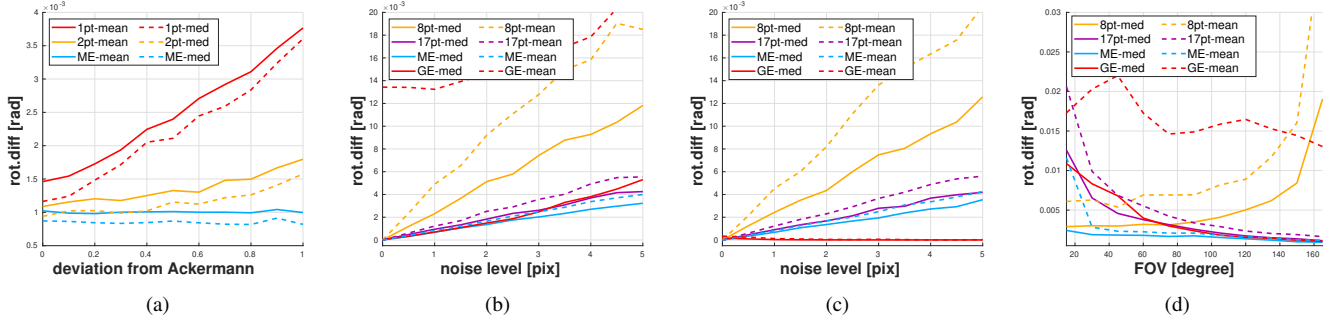 ×10⁻³
4
3.5
3
2.5
2
1.5
1
0.5
rot.diff [rad]
0 0.2 0.4 0.6 0.8 1
deviation from Ackermann
1pt-mean 1pt-med
2pt-mean 2pt-med
ME-mean ME-med
(a)
×10⁻³
20
18
16
14
12
10
8
6
4
2
0
rot.diff [rad]
0 1 2 3 4 5
noise level [pix]
8pt-med 8pt-mean
17pt-med 17pt-mean
ME-med ME-mean
GE-med GE-mean
(b)
×10⁻³
20
18
16
14
12
10
8
6
4
2
0
rot.diff [rad]
0 1 2 3 4 5
noise level [pix]
8pt-med 8pt-mean
17pt-med 17pt-mean
ME-med ME-mean
GE-med GE-mean
(c)
0.03
0.025
0.02
0.015
0.01
0.005
rot.diff [rad]
20 40 60 80 100 120 140 160
FOV [degree]
8pt-med 8pt-mean
17pt-med 17pt-mean
ME-med ME-mean
GE-med GE-mean
(d)